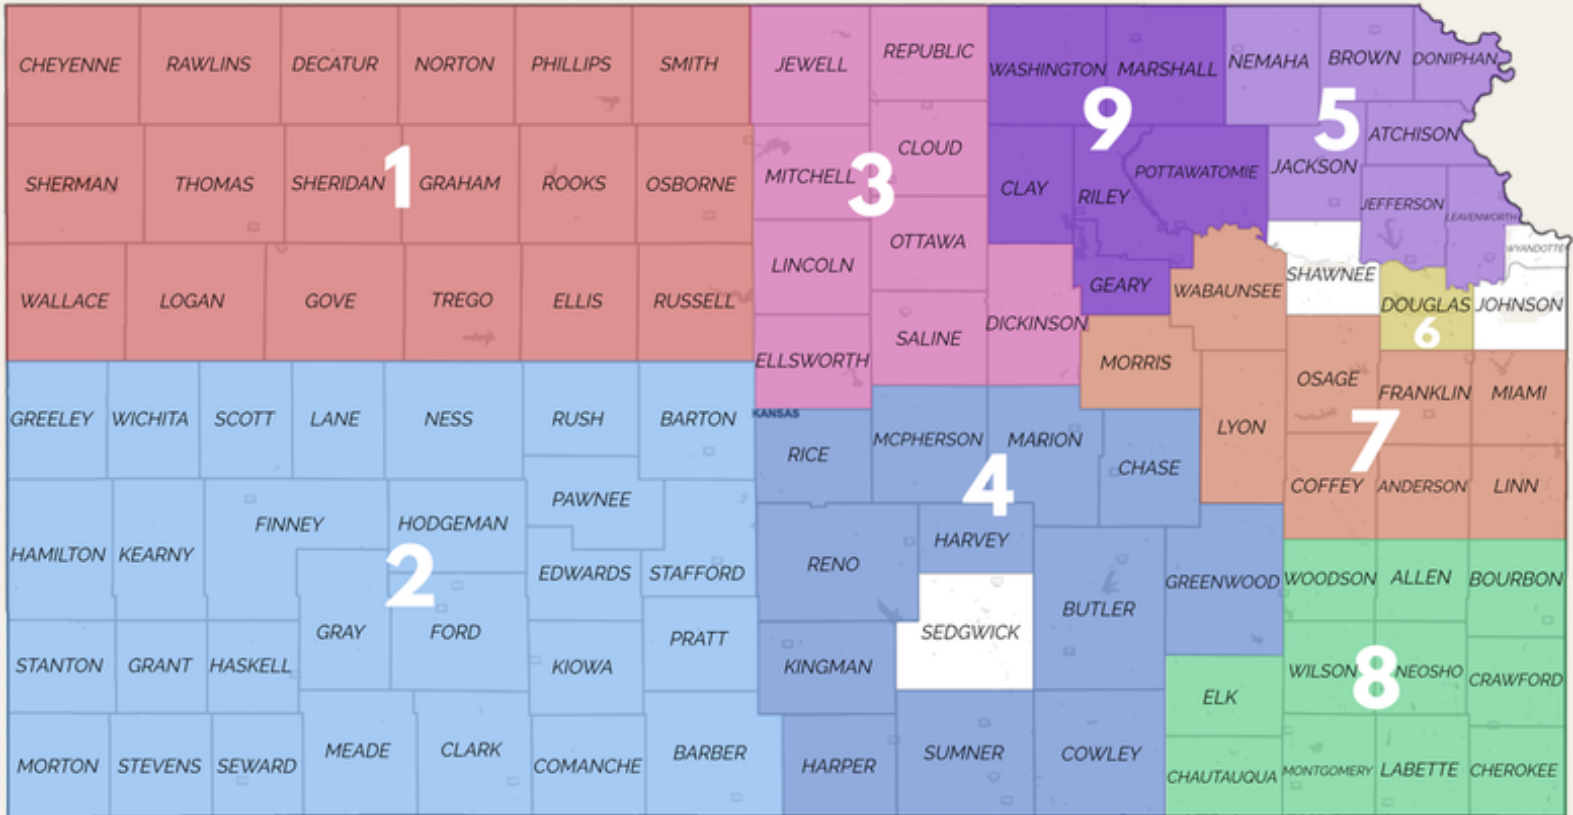 CHEYENNE RAWLINS DECATUR NORTON PHILLIPS SMITH JEWELL REPUBLIC WASHINGTON MARSHALL NEMAHA BROWN DONIPHAN
9 5
ATCHISON
CLOUD
SHERMAN THOMAS SHERIDAN 1 GRAHAM ROOKS OSBORNE MITCHELL 3 CLAY RILEY POTTAWATOMIE JACKSON
JEFFERSON LEAVENWORTH
OTTAWA WYANDOTTE
LINCOLN SHAWNEE
WALLACE LOGAN GOVE TREGO ELLIS RUSSELL GEARY WABAUNSEE DOUGLAS JOHNSON
SALINE DICKINSON 6
ELLSWORTH MORRIS
OSAGE FRANKLIN MIAMI
KANSAS
GREELEY WICHITA SCOTT LANE NESS RUSH BARTON LYON 7
RICE MCPHERSON MARION CHASE
4 COFFEY ANDERSON LINN
PAWNEE
FINNEY HODGEMAN
HARVEY
HAMILTON KEARNY 2 EDWARDS STAFFORD RENO GREENWOOD WOODSON ALLEN BOURBON
BUTLER
GRAY FORD PRATT SEDGWICK
STANTON GRANT HASKELL KIOWA KINGMAN WILSON 8 NEOSHO CRAWFORD
ELK
MEADE CLARK BARBER SUMNER COWLEY
MORTON STEVENS SEWARD COMANCHE HARPER CHAUTAUQUA MONTGOMERY LABETTE CHEROKEE